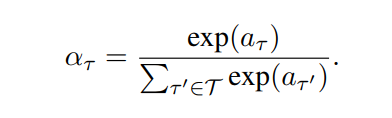 α_τ = exp(a_τ) / ∑_{τ′∈𝒯} exp(a_{τ′}) .